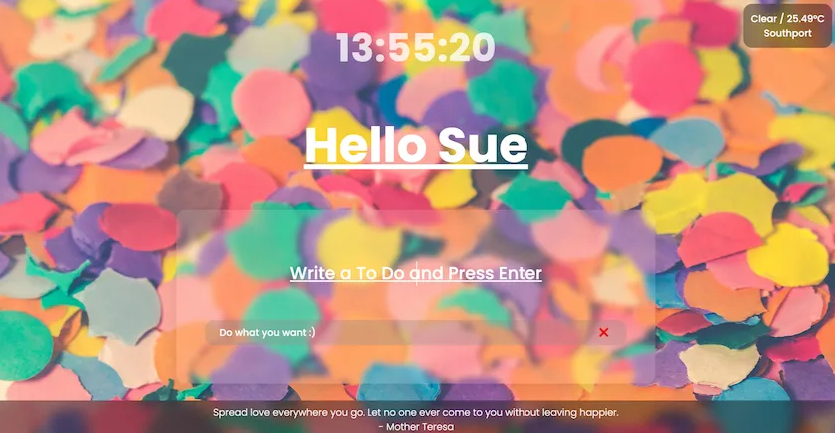 Clear / 25.49°C
Southport
13:55:20
Hello Sue
Write a To Do and Press Enter
Do what you want :)
Spread love everywhere you go. Let no one ever come to you without leaving happier.
- Mother Teresa